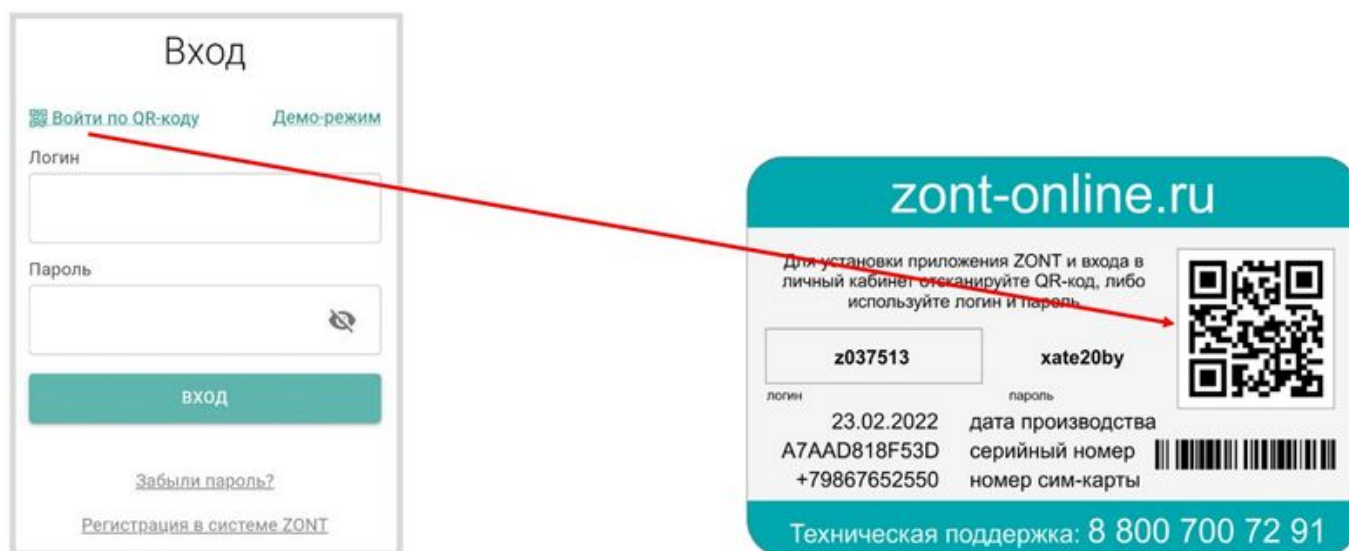 Вход
Войти по QR-коду
Демо-режим
Логин
Пароль
ВХОД
Забыли пароль?
Регистрация в системе ZONT
zont-online.ru
Для установки приложения ZONT и входа в
личный кабинет отсканируйте QR-код, либо
используйте логин и пароль
z037513
xate20by
логин
пароль
23.02.2022 дата производства
A7AAD818F53D серийный номер
+79867652550 номер сим-карты
Техническая поддержка: 8 800 700 72 91